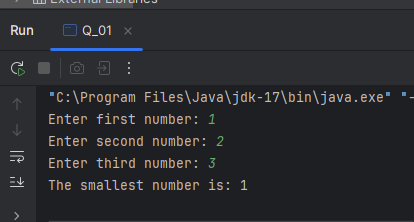 External Libraries
Run Q_01
"C:\Program Files\Java\jdk-17\bin\java.exe" "-
Enter first number: 1
Enter second number: 2
Enter third number: 3
The smallest number is: 1